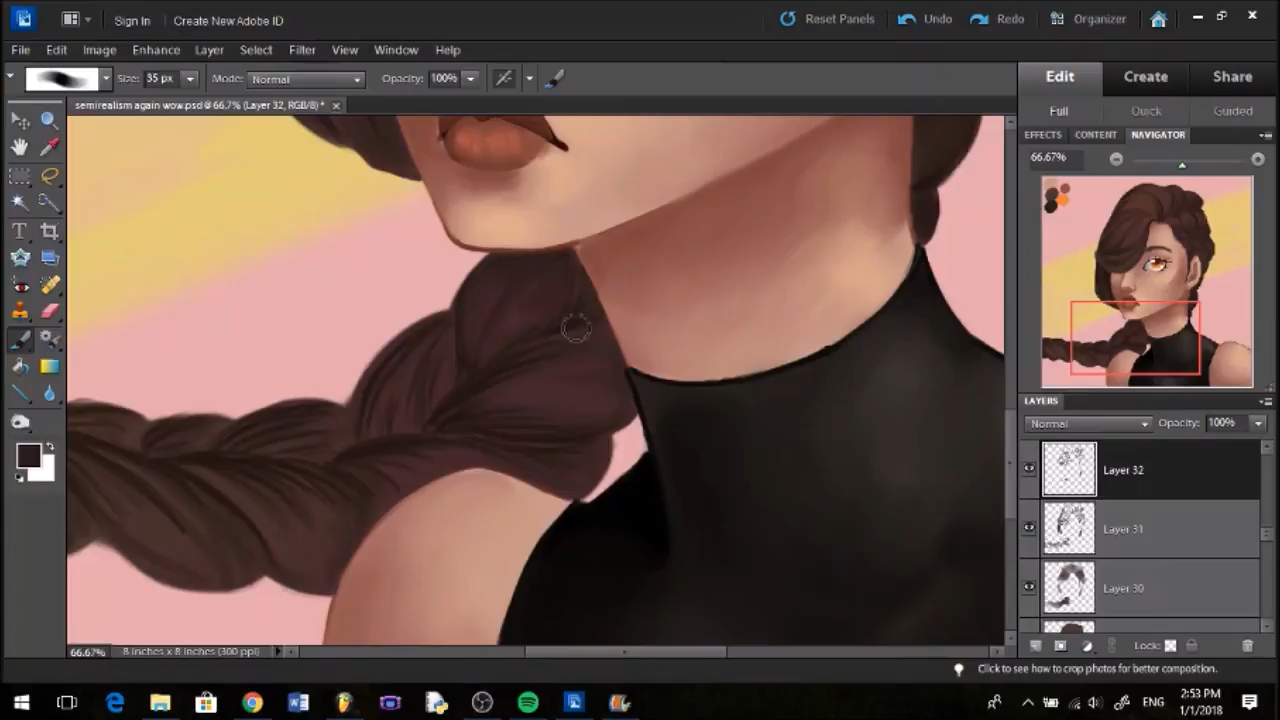 Sign In Create New Adobe ID Reset Panels Undo Redo Organizer
File Edit Image Enhance Layer Select Filter View Window Help
Size: 35 px Mode: Normal Opacity: 100%
Edit Create Share
semirealism again wow.psd @ 66.7% (Layer 32, RGB/8) *
Full Quick Guided
EFFECTS CONTENT NAVIGATOR
66.67%
LAYERS
Normal Opacity: 100%
Layer 32
Layer 31
Layer 30
Lock:
66.67% 8 inches x 8 inches (300 ppi)
Click to see how to crop photos for better composition.
ENG
2:53 PM
1/1/2018